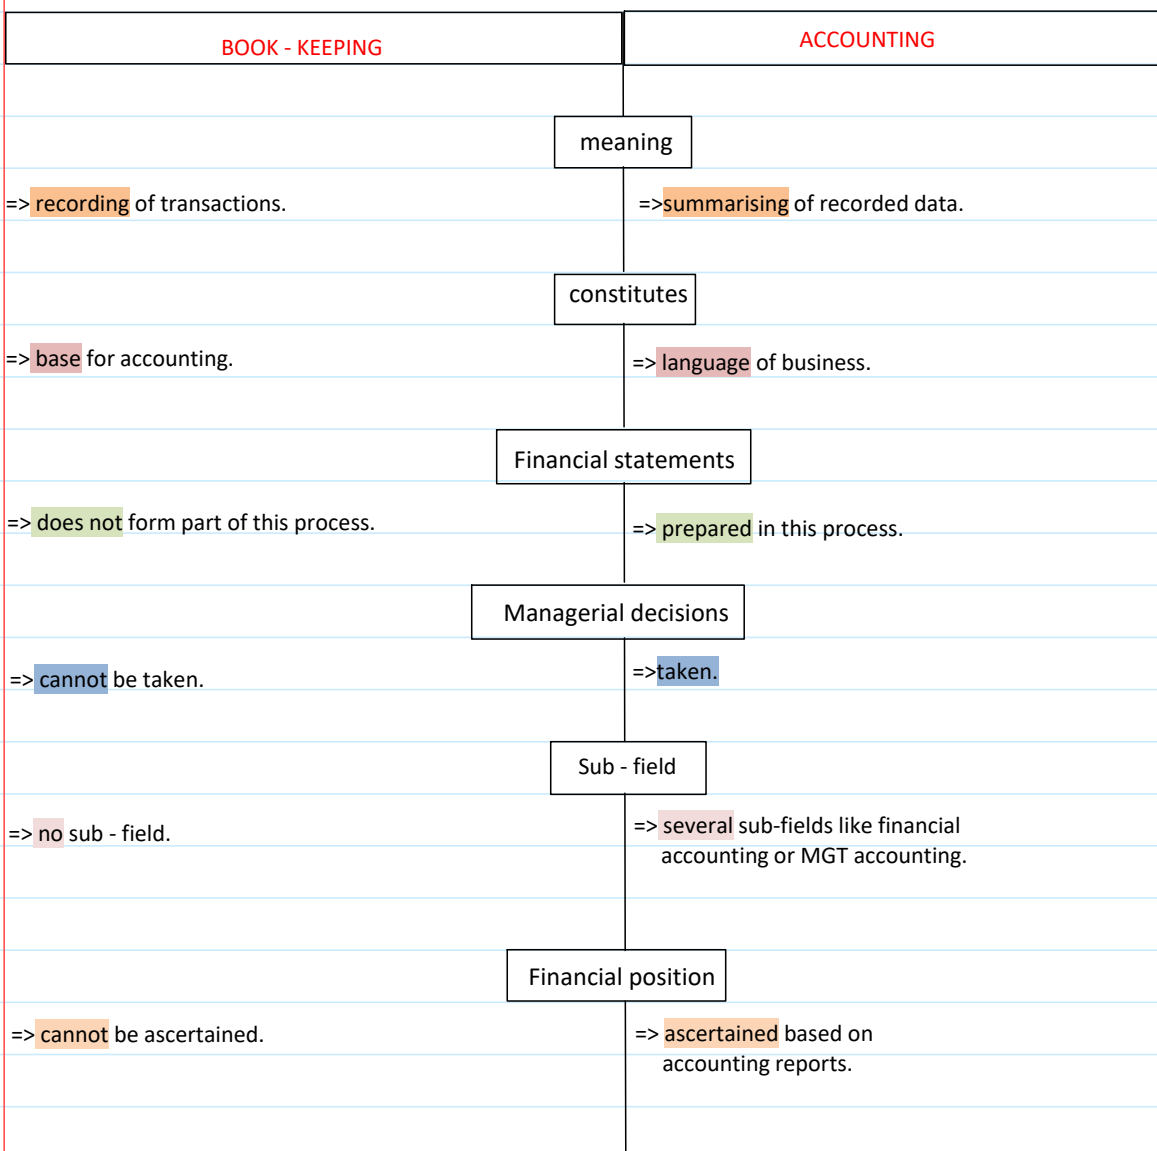 BOOK - KEEPING
ACCOUNTING
meaning
=> recording of transactions.
=>summarising of recorded data.
constitutes
=> base for accounting.
=> language of business.
Financial statements
=> does not form part of this process.
=> prepared in this process.
Managerial decisions
=> cannot be taken.
=>taken.
Sub - field
=> no sub - field.
=> several sub-fields like financial
accounting or MGT accounting.
Financial position
=> cannot be ascertained.
=> ascertained based on
accounting reports.